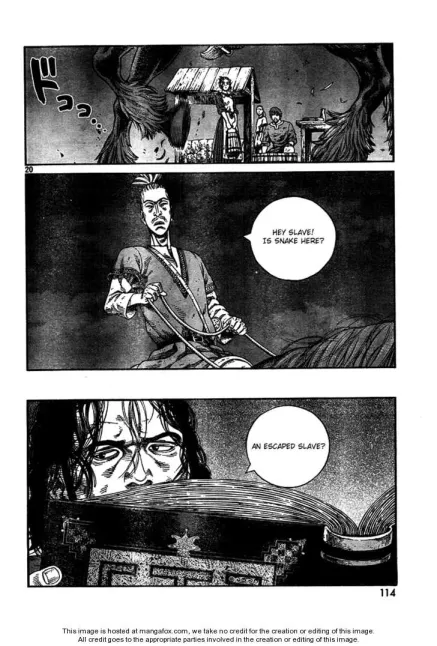 ドドッ
20
HEY SLAVE!
IS SNAKE HERE?
AN ESCAPED SLAVE?
114
This image is hosted at mangafox.com, we take no credit for the creation or editing of this image.
All credit goes to the appropriate parties involved in the creation or editing of this image.